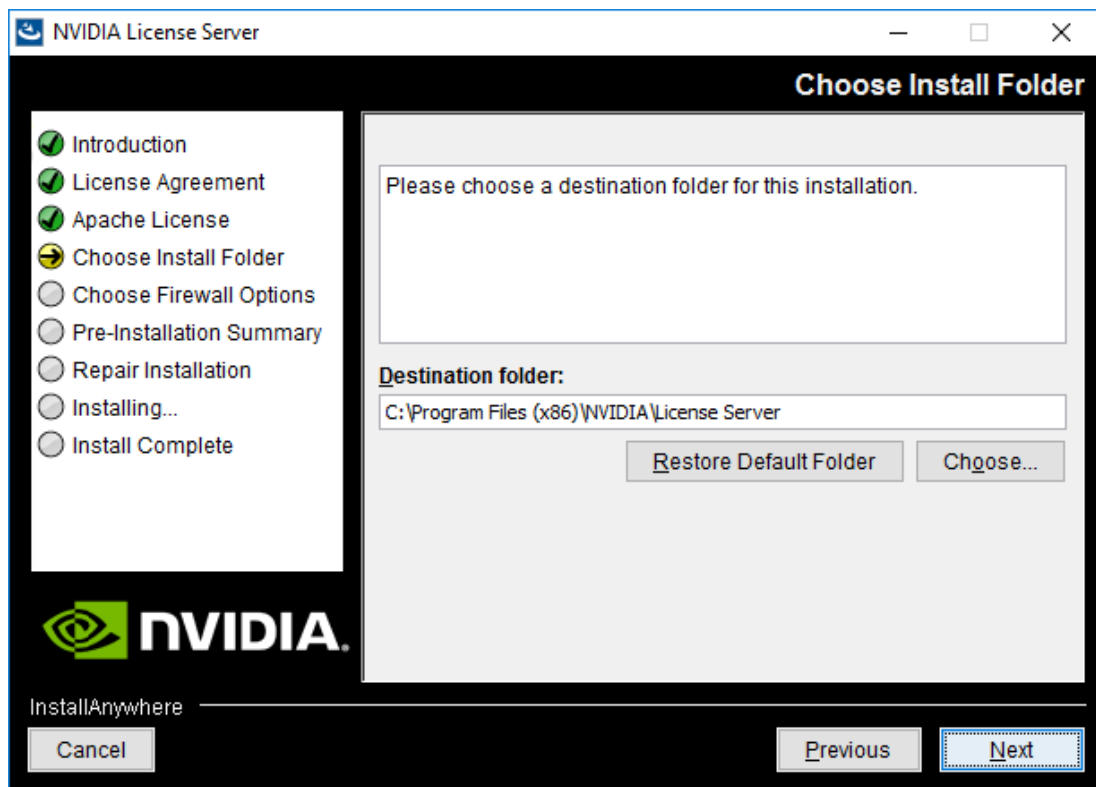 NVIDIA License Server
Choose Install Folder
Introduction
License Agreement
Apache License
Choose Install Folder
Choose Firewall Options
Pre-Installation Summary
Repair Installation
Installing...
Install Complete
Please choose a destination folder for this installation.
Destination folder:
C:\Program Files (x86)\NVIDIA\License Server
Restore Default Folder
Choose...
NVIDIA.
InstallAnywhere
Cancel
Previous
Next